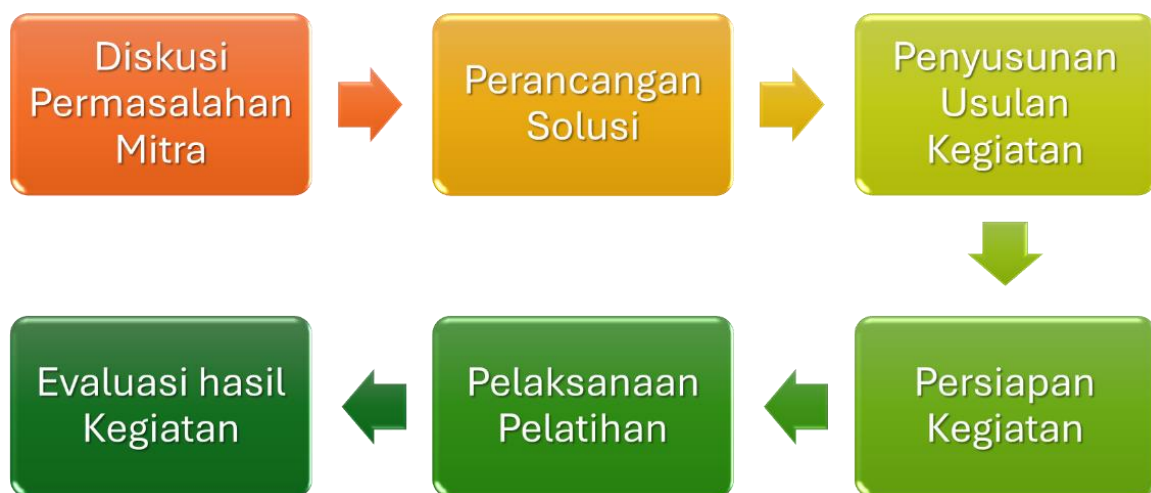 Diskusi
Permasalahan
Mitra
Perancangan
Solusi
Penyusunan
Usulan
Kegiatan
Persiapan
Kegiatan
Pelaksanaan
Pelatihan
Evaluasi hasil
Kegiatan